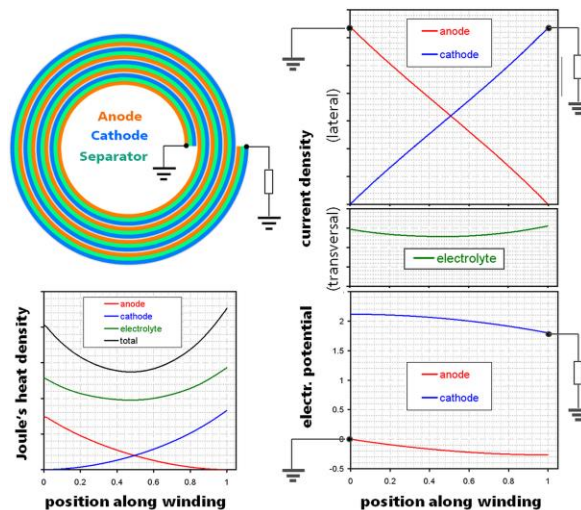 Anode
Cathode
Separator
anode
cathode
current density
(lateral)
(transversal)
electrolyte
electr. potential
2
1.5
1
0.5
0
-0.5
anode
cathode
0
0.2
0.4
0.6
0.8
1
position along winding
Joule's heat density
anode
cathode
electrolyte
total
0
0.2
0.4
0.6
0.8
1
position along winding